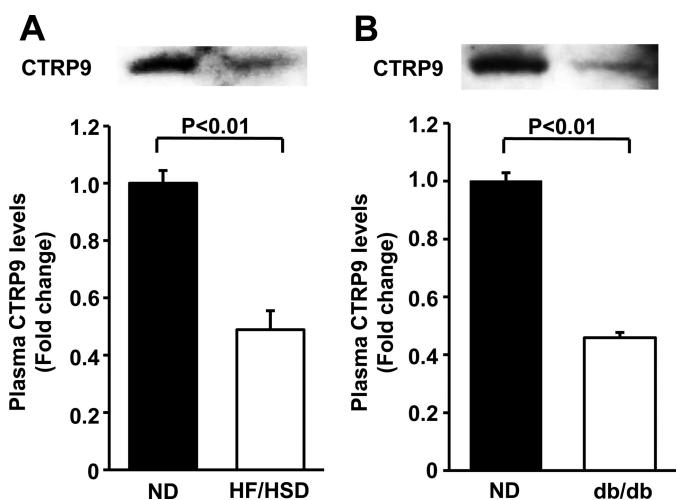 A
CTRP9
P<0.01
Plasma CTRP9 levels
(Fold change)
1.2
1.0
0.8
0.6
0.4
0.2
0
ND
HF/HSD
B
CTRP9
P<0.01
Plasma CTRP9 levels
(Fold change)
1.2
1.0
0.8
0.6
0.4
0.2
0
ND
db/db